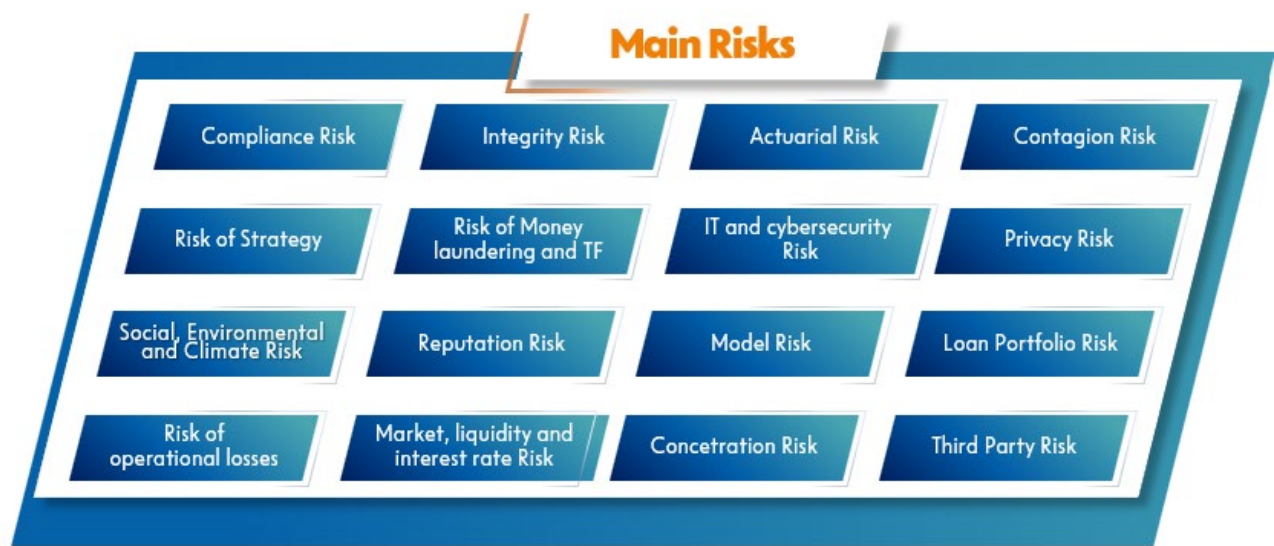 Main Risks
Compliance Risk
Integrity Risk
Actuarial Risk
Contagion Risk
Risk of Strategy
Risk of Money
laundering and TF
IT and cybersecurity
Risk
Privacy Risk
Social, Environmental
and Climate Risk
Reputation Risk
Model Risk
Loan Portfolio Risk
Risk of
operational losses
Market, liquidity and
interest rate Risk
Concetration Risk
Third Party Risk